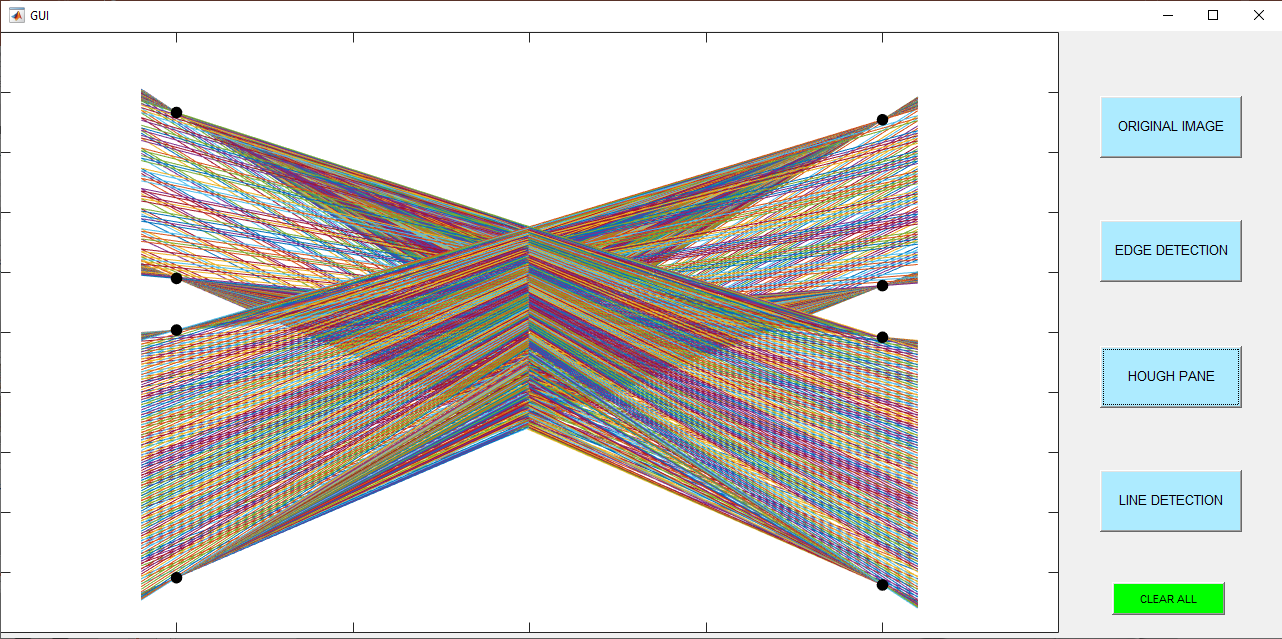 GUI
ORIGINAL IMAGE
EDGE DETECTION
HOUGH PANE
LINE DETECTION
CLEAR ALL